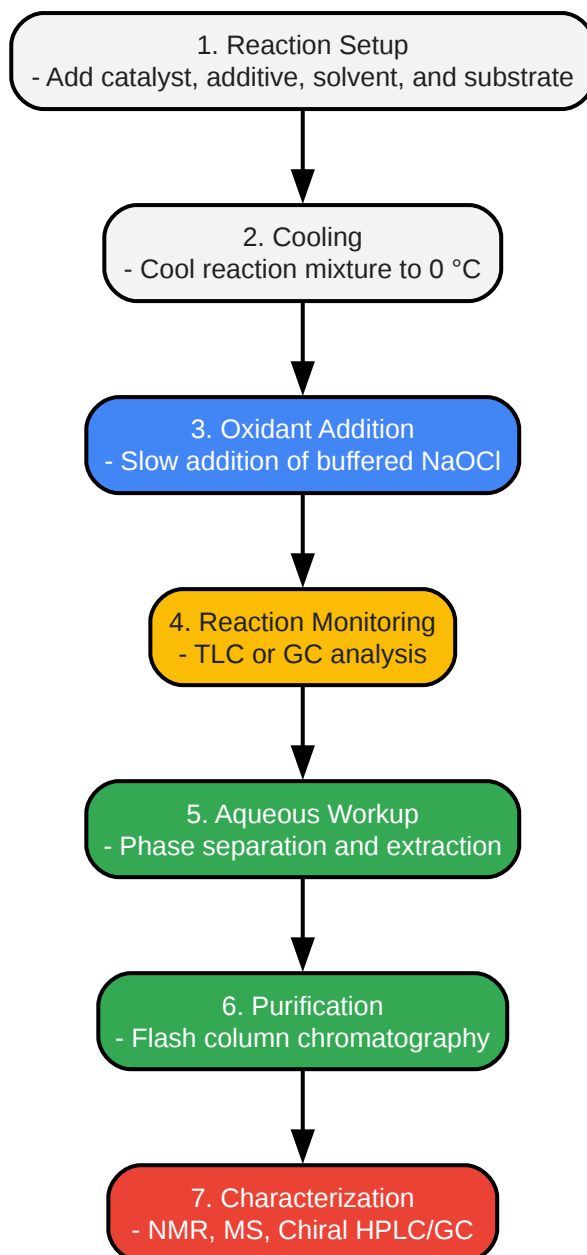 1. Reaction Setup
- Add catalyst, additive, solvent, and substrate
2. Cooling
- Cool reaction mixture to 0 °C
3. Oxidant Addition
- Slow addition of buffered NaOCl
4. Reaction Monitoring
- TLC or GC analysis
5. Aqueous Workup
- Phase separation and extraction
6. Purification
- Flash column chromatography
7. Characterization
- NMR, MS, Chiral HPLC/GC